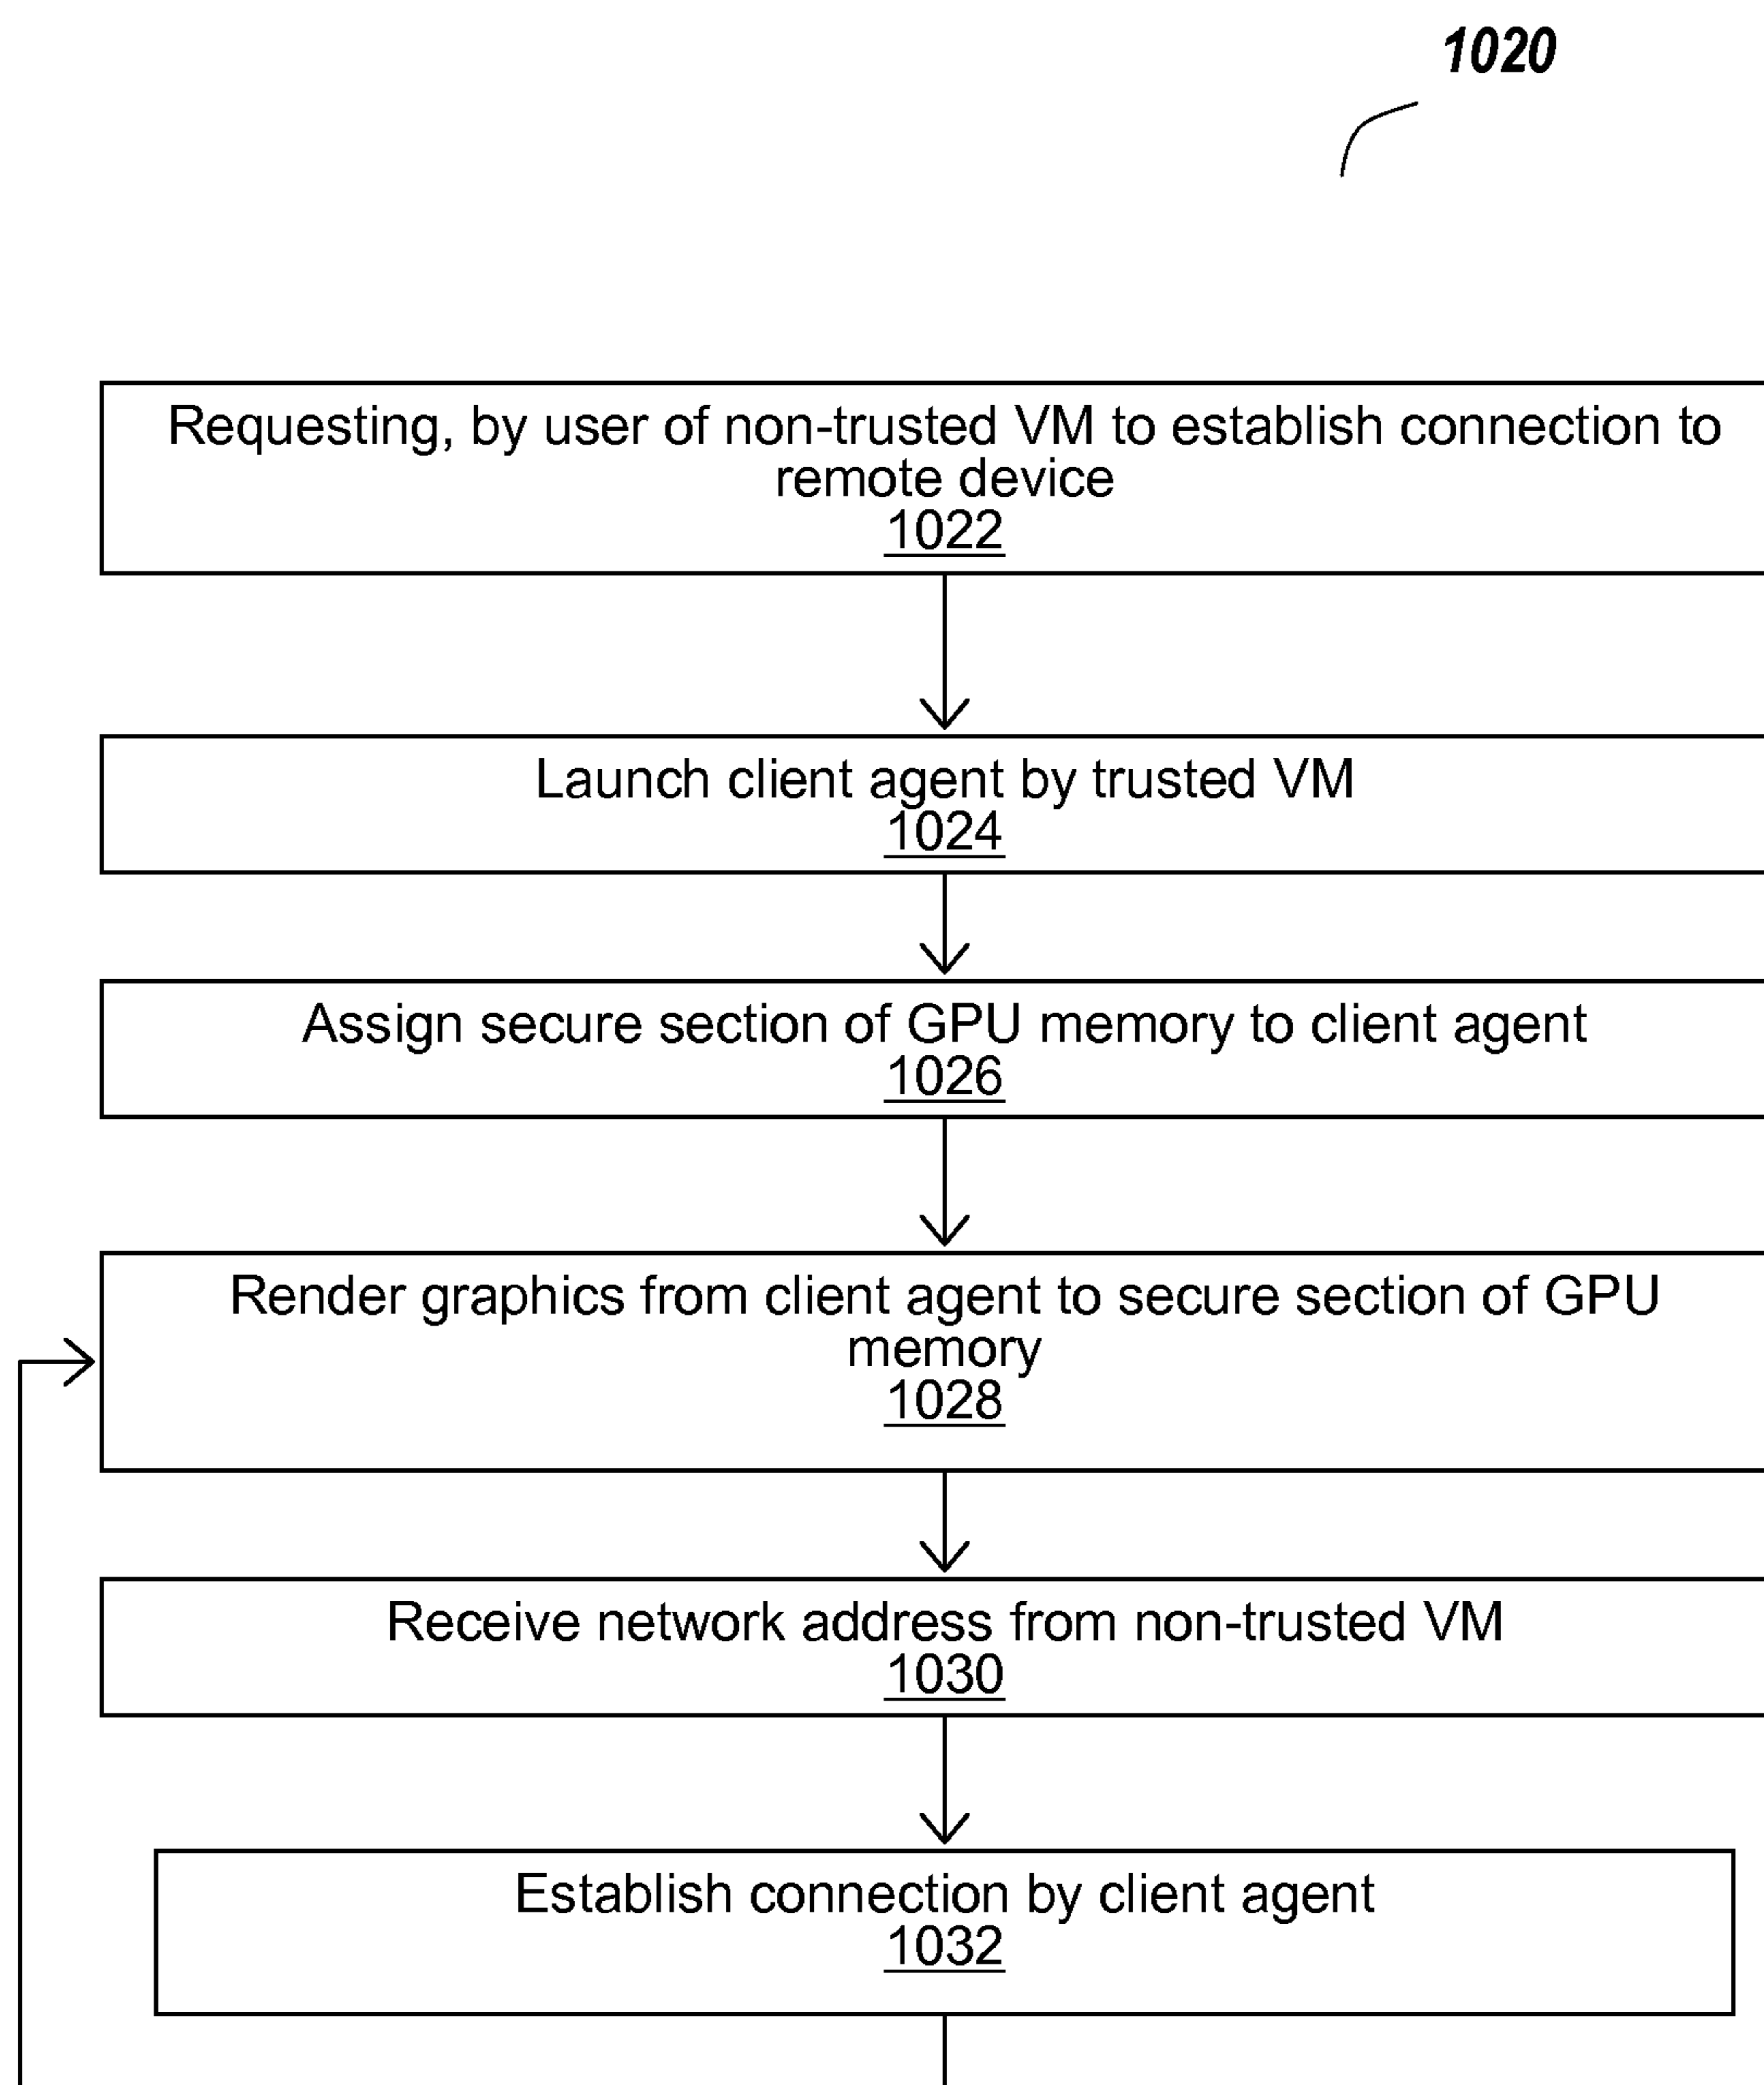 1020
Requesting, by user of non-trusted VM to establish connection to
remote device
1022
Launch client agent by trusted VM
1024
Assign secure section of GPU memory to client agent
1026
Render graphics from client agent to secure section of GPU
memory
1028
Receive network address from non-trusted VM
1030
Establish connection by client agent
1032